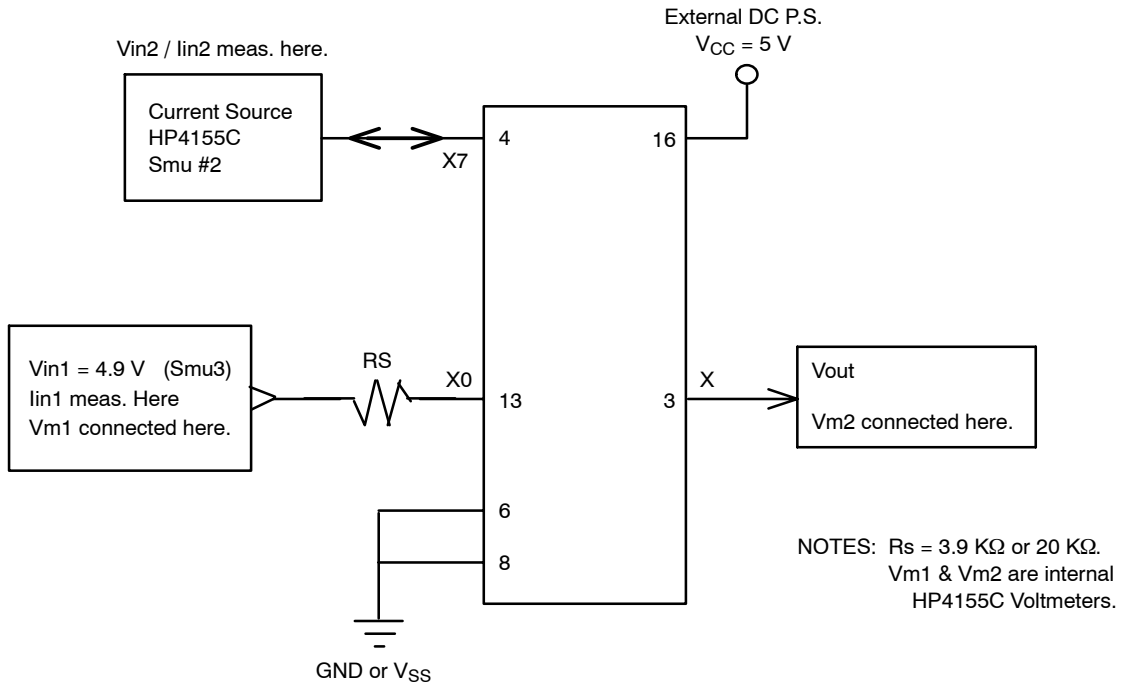 External DC P.S.
VCC = 5 V
Vin2 / Iin2 meas. here.
Current Source
HP4155C
Smu #2
X7
4
16
Vin1 = 4.9 V (Smu3)
Iin1 meas. Here
Vm1 connected here.
RS
X0
13
3
X
Vout
Vm2 connected here.
6
8
GND or VSS
NOTES: Rs = 3.9 KΩ or 20 KΩ.
Vm1 & Vm2 are internal
HP4155C Voltmeters.